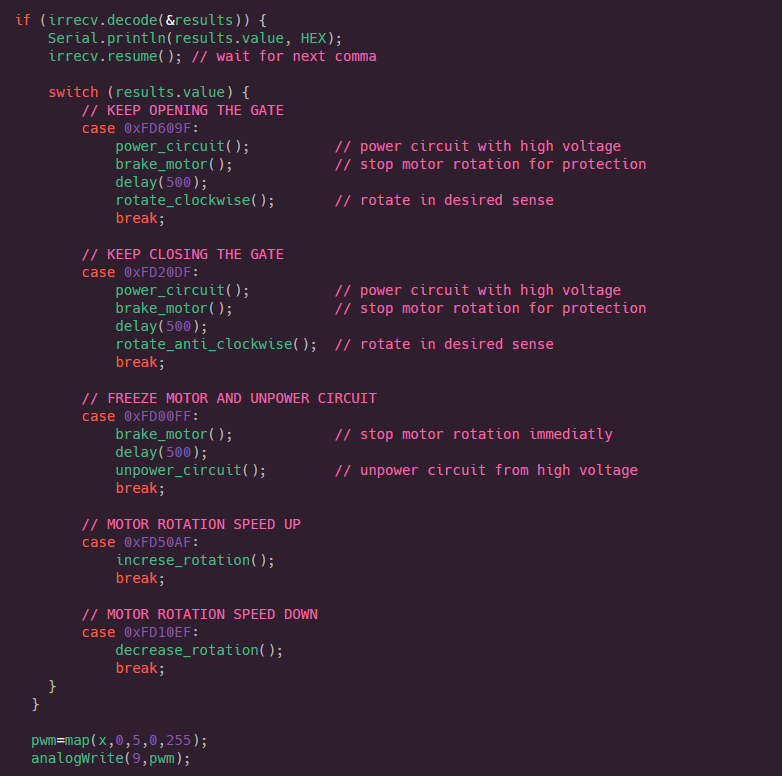 if (irrecv.decode(&results)) {
    Serial.println(results.value, HEX);
    irrecv.resume(); // wait for next comma

    switch (results.value) {
        // KEEP OPENING THE GATE
        case 0xFD609F:
            power_circuit();          // power circuit with high voltage
            brake_motor();            // stop motor rotation for protection
            delay(500);
            rotate_clockwise();       // rotate in desired sense
            break;

        // KEEP CLOSING THE GATE
        case 0xFD20DF:
            power_circuit();          // power circuit with high voltage
            brake_motor();            // stop motor rotation for protection
            delay(500);
            rotate_anti_clockwise();  // rotate in desired sense
            break;

        // FREEZE MOTOR AND UNPOWER CIRCUIT
        case 0xFD00FF:
            brake_motor();            // stop motor rotation immediatly
            delay(500);
            unpower_circuit();        // unpower circuit from high voltage
            break;

        // MOTOR ROTATION SPEED UP
        case 0xFD50AF:
            increse_rotation();
            break;

        // MOTOR ROTATION SPEED DOWN
        case 0xFD10EF:
            decrease_rotation();
            break;
    }
  }

  pwm=map(x,0,5,0,255);
  analogWrite(9,pwm);